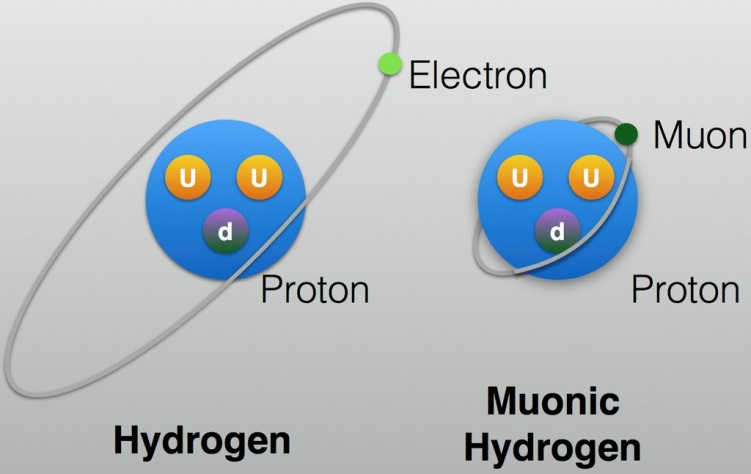 Electron
U U
d
Proton
Hydrogen
Muon
U U
d
Proton
Muonic
Hydrogen